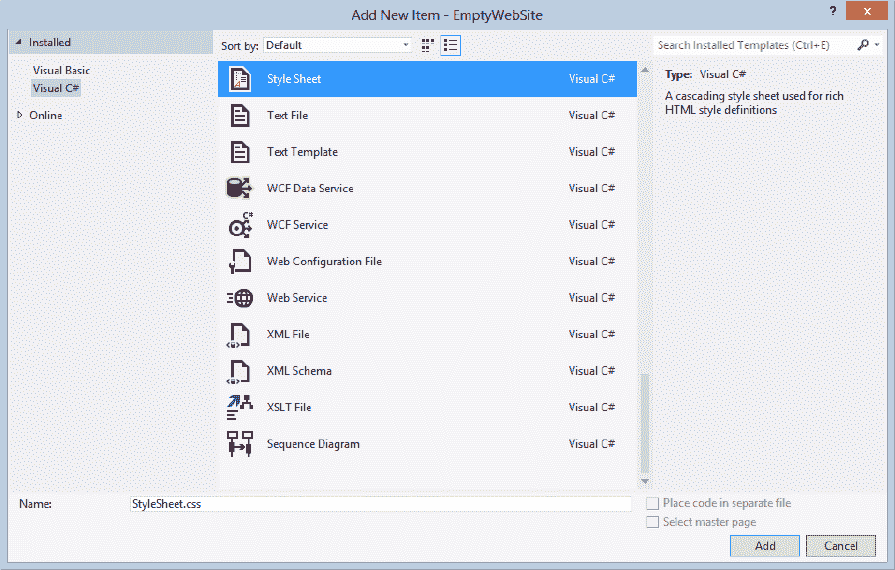 Add New Item - EmptyWebSite
?
x
Installed
Visual Basic
Visual C#
Online
Sort by: Default
Search Installed Templates (Ctrl+E)
Style Sheet Visual C#
Text File Visual C#
Text Template Visual C#
WCF Data Service Visual C#
C#
WCF Service Visual C#
Web Configuration File Visual C#
Web Service Visual C#
XML File Visual C#
XML Schema Visual C#
XSLT File Visual C#
Sequence Diagram Visual C#
Type: Visual C#
A cascading style sheet used for rich
HTML style definitions
Name: StyleSheet.css
Place code in separate file
Select master page
Add Cancel